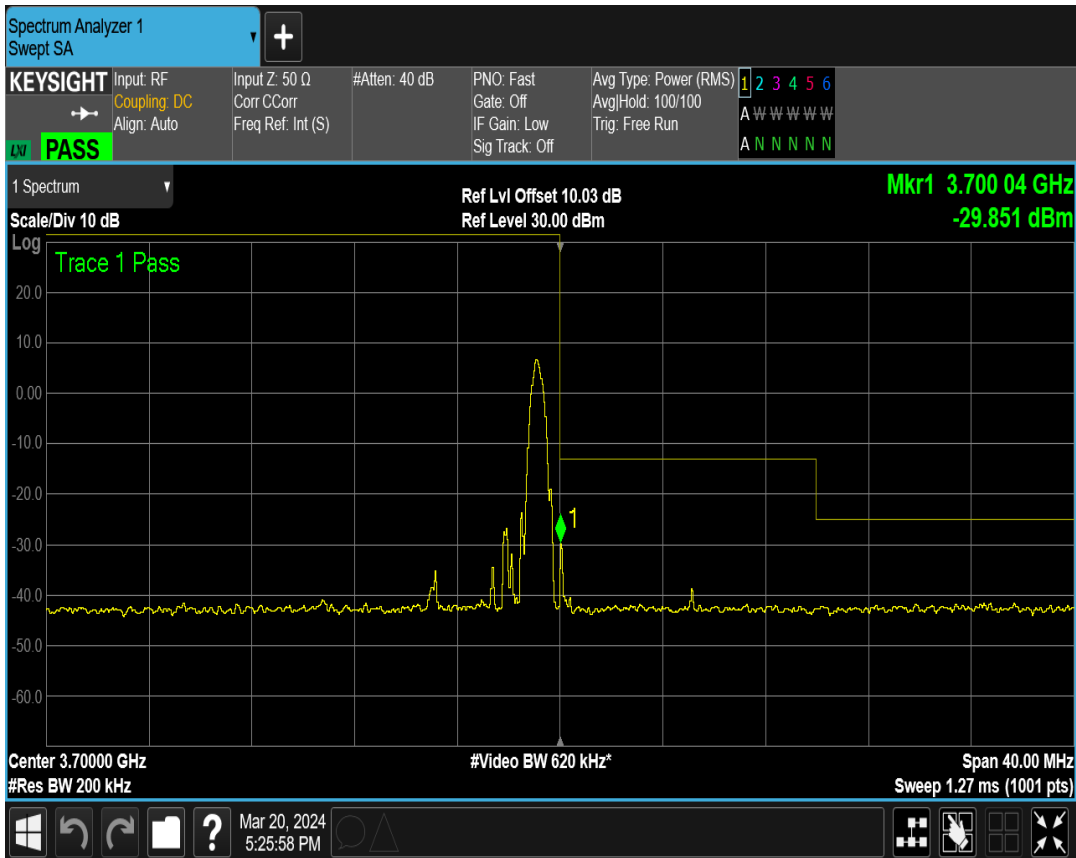 Spectrum Analyzer 1
Swept SA
+
KEYSIGHT
LXI PASS
Input: RF
Coupling: DC
Align: Auto
Input Z: 50 Ω
Corr CCorr
Freq Ref: Int (S)
#Atten: 40 dB
PNO: Fast
Gate: Off
IF Gain: Low
Sig Track: Off
Avg Type: Power (RMS)
Avg|Hold: 100/100
Trig: Free Run
1 2 3 4 5 6
A W W W W W
A N N N N N
1 Spectrum
Scale/Div 10 dB
Ref Lvl Offset 10.03 dB
Ref Level 30.00 dBm
Mkr1 3.700 04 GHz
-29.851 dBm
Log
Trace 1 Pass
20.0
10.0
0.00
-10.0
-20.0
1
-30.0
-40.0
-50.0
-60.0
Center 3.70000 GHz
#Res BW 200 kHz
#Video BW 620 kHz*
Span 40.00 MHz
Sweep 1.27 ms (1001 pts)
?
Mar 20, 2024
5:25:58 PM